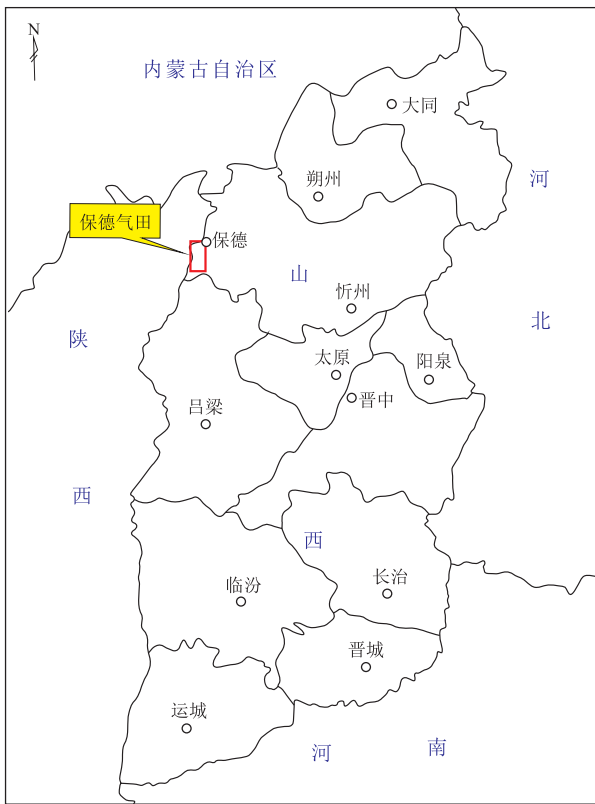 N
内蒙古自治区
大同
朔州
河
保德气田
保德
山
忻州
北
陕
太原
阳泉
晋中
吕梁
西
西
临汾
长治
晋城
运城
河
南